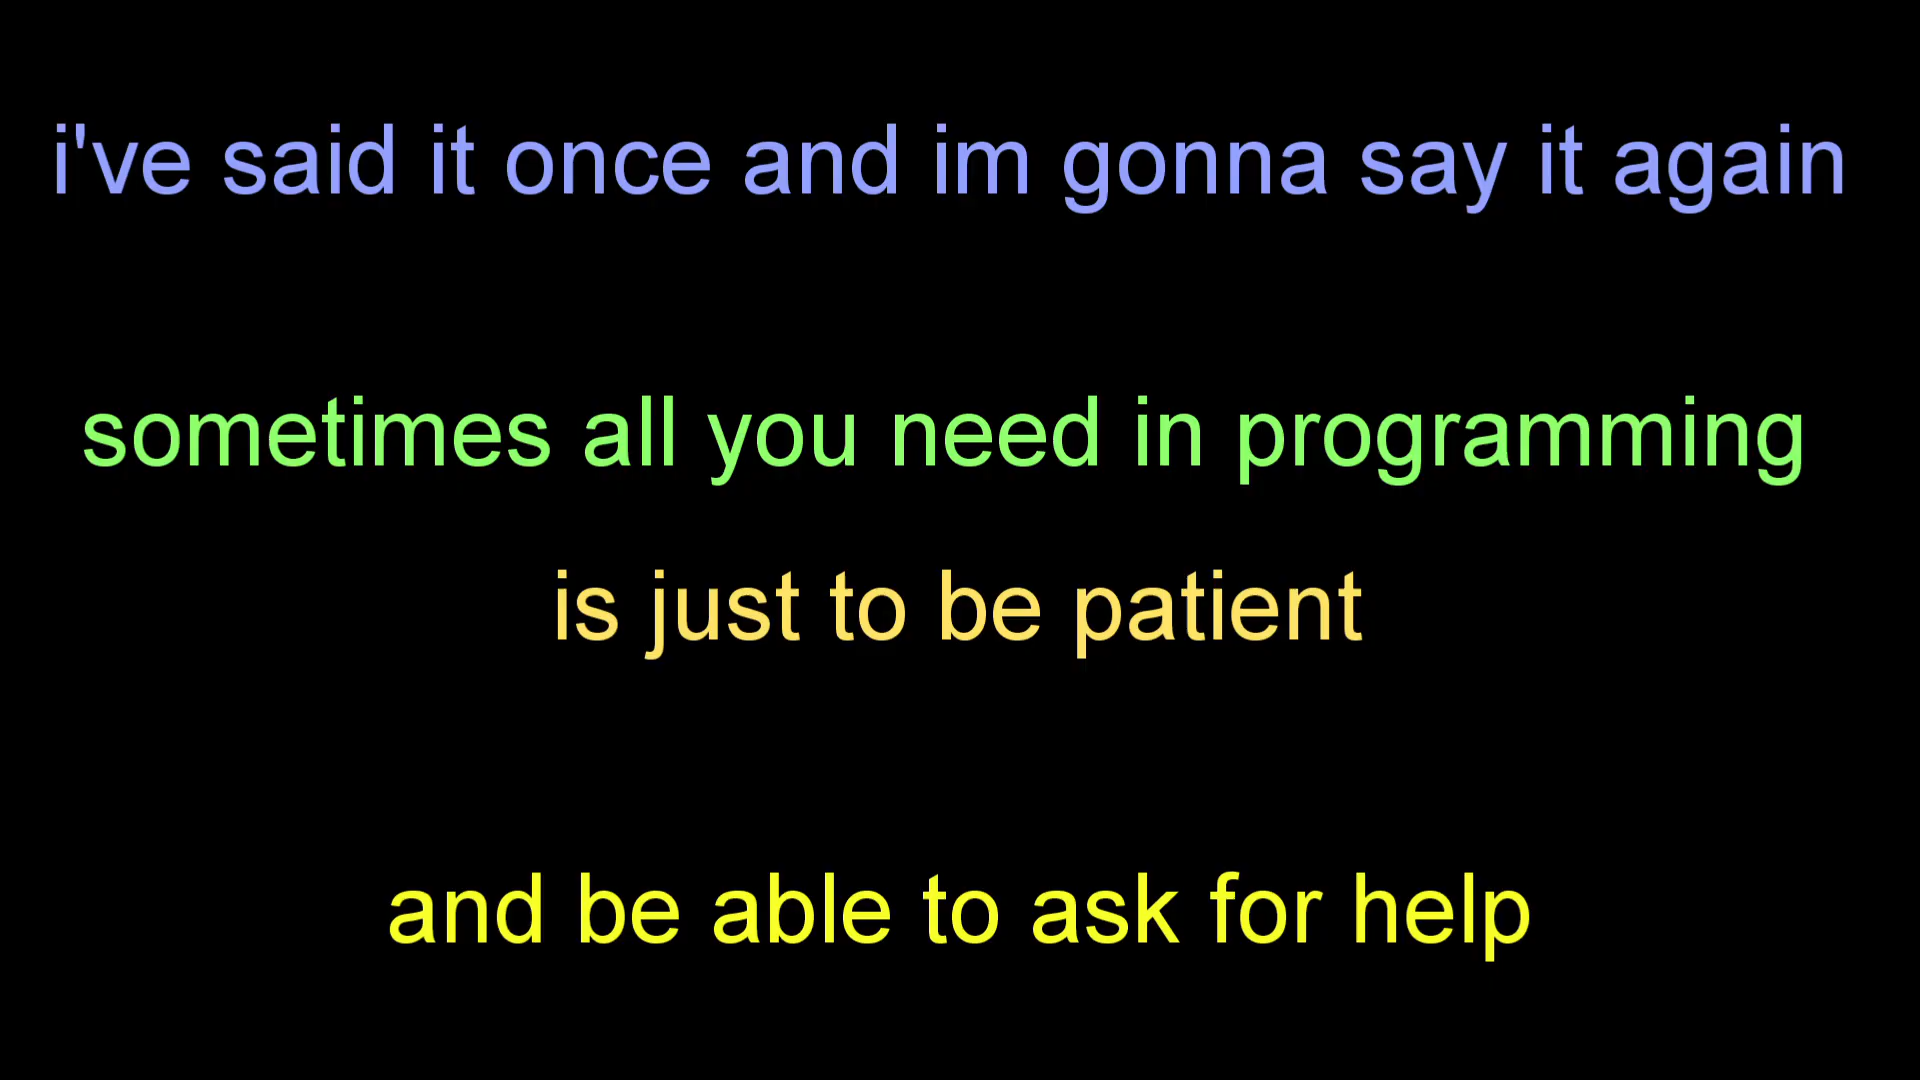 i've said it once and im gonna say it again
sometimes all you need in programming
is just to be patient
and be able to ask for help